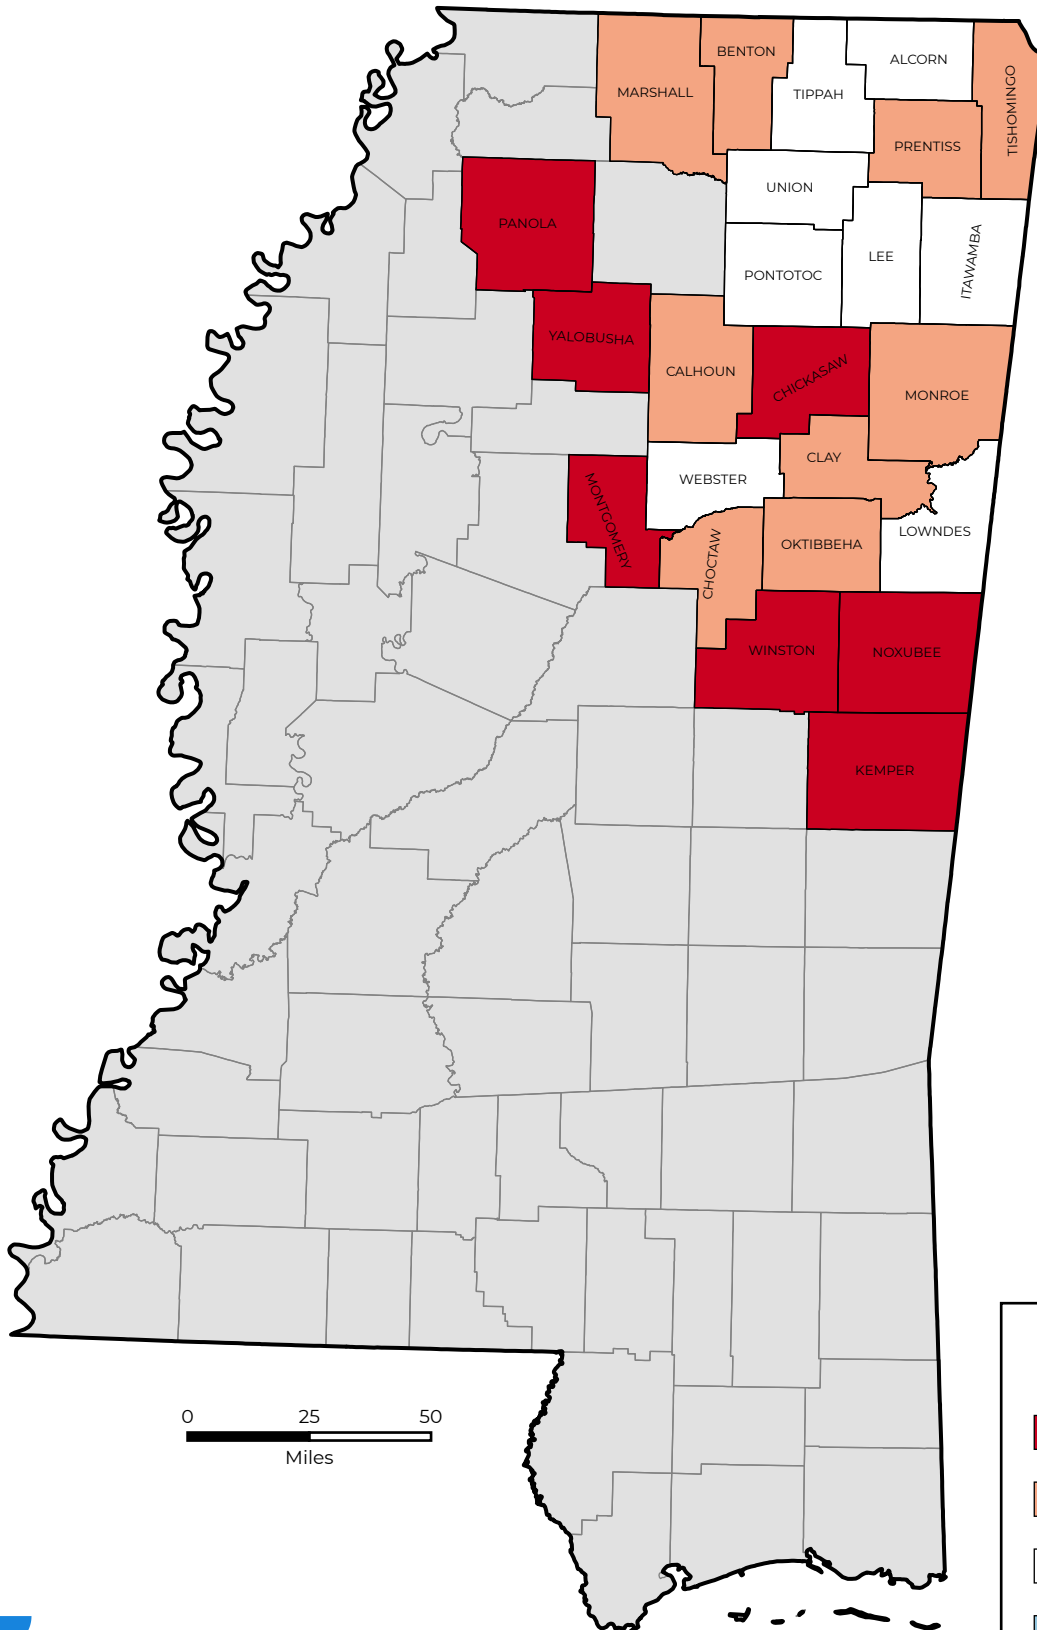 BENTON
ALCORN
MARSHALL
TIPPAH
TISHOMINGO
PRENTISS
UNION
PANOLA
LEE
ITAWAMBA
PONTOTOC
YALOBUSHA
CALHOUN
CHICKASAW
MONROE
CLAY
WEBSTER
MONTGOMERY
LOWNDES
OKTIBBEHA
CHOCTAW
WINSTON
NOXUBEE
KEMPER
0 25 50
Miles